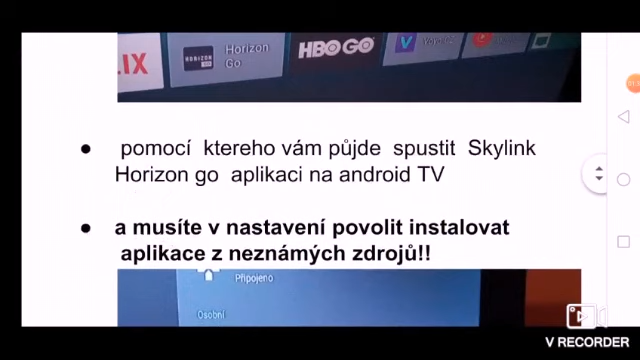 LIX
HORIZON
Horizon
Go
HBO GO
pomocí ktereho vám půjde spustit Skylink
Horizon go aplikaci na android TV
a musíte v nastavení povolit instalovat
aplikace z neznámých zdrojů!!
Připojeno
Osobní
V RECORDER